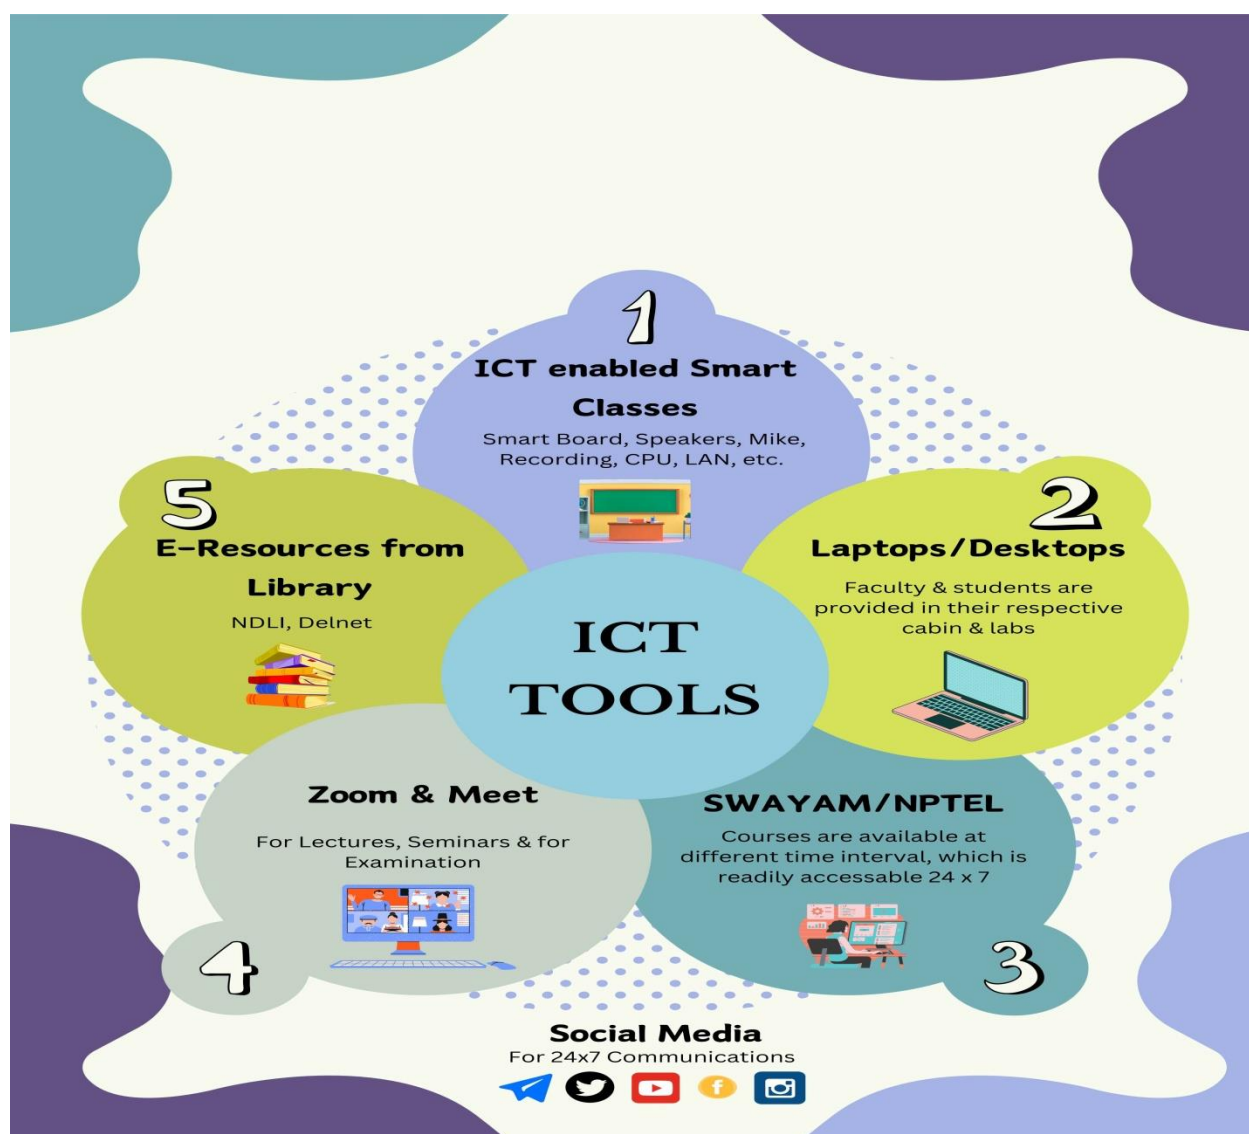 1
ICT enabled Smart
Classes
Smart Board, Speakers, Mike,
Recording, CPU, LAN, etc.
2
Laptops/Desktops
Faculty & students are
provided in their respective
cabin & labs
SWAYAM/NPTEL
Courses are available at
different time interval, which is
readily accessable 24 x 7
3
Zoom & Meet
For Lectures, Seminars & for
Examination
4
5
E-Resources from
Library
NDLI, Delnet
ICT
TOOLS
Social Media
For 24x7 Communications
f